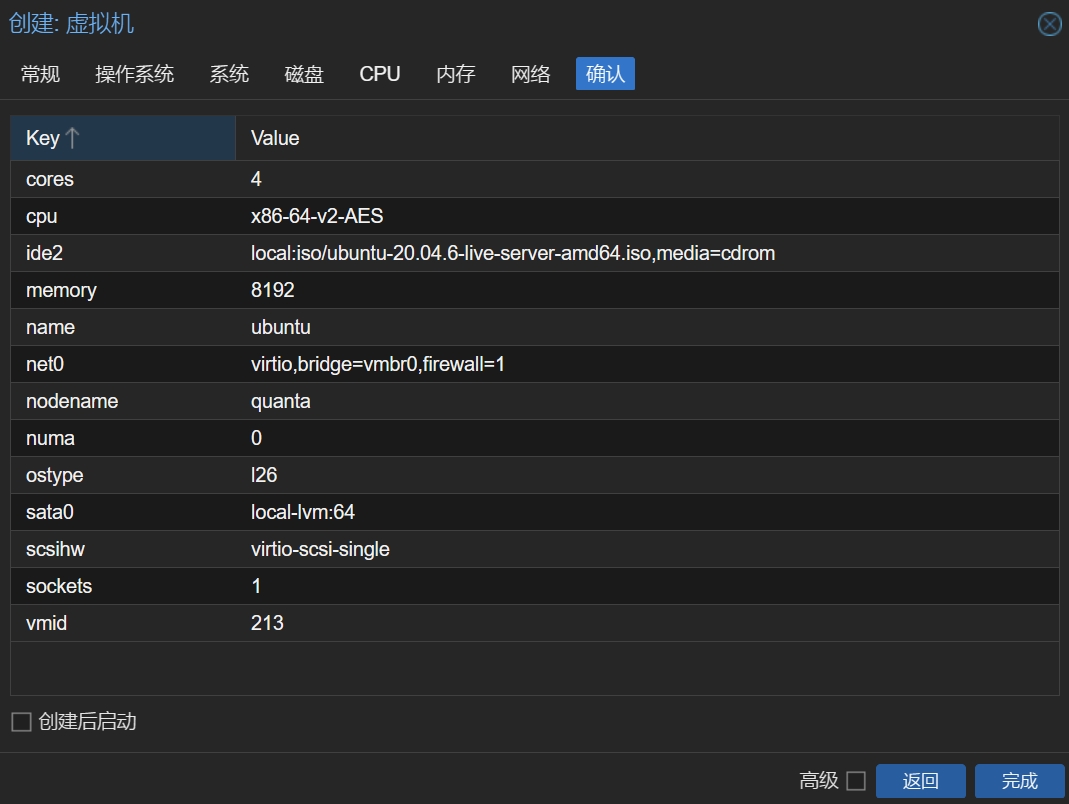 创建: 虚拟机
常规 操作系统 系统 磁盘 CPU 内存 网络 确认
Key Value
cores 4
cpu x86-64-v2-AES
ide2 local:iso/ubuntu-20.04.6-live-server-amd64.iso,media=cdrom
memory 8192
name ubuntu
net0 virtio,bridge=vmbr0,firewall=1
nodename quanta
numa 0
ostype l26
sata0 local-lvm:64
scsihw virtio-scsi-single
sockets 1
vmid 213
创建后启动
高级 返回 完成